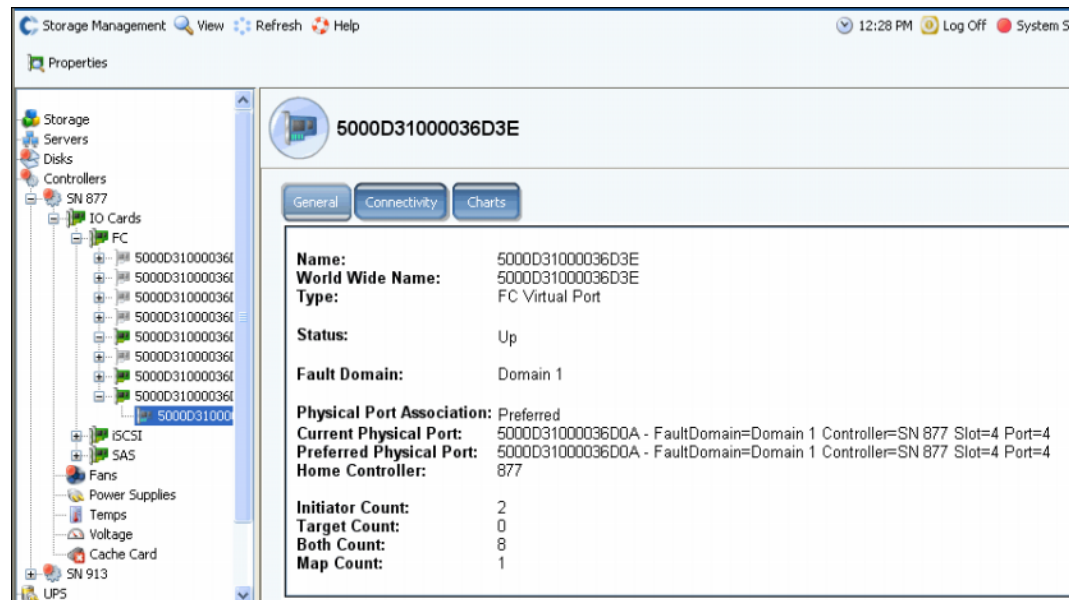 Storage Management View Refresh Help 12:28 PM Log Off System S
Properties
5000D31000036D3E
Storage
Servers
Disks
Controllers
SN 877
IO Cards
FC
5000D31000036
5000D31000036
5000D31000036
5000D31000036
5000D31000036
5000D31000036
5000D31000036
5000D31000036
5000D31000
iSCSI
SAS
Fans
Power Supplies
Temps
Voltage
Cache Card
SN 913
UPS
General Connectivity Charts
Name: 5000D31000036D3E
World Wide Name: 5000D31000036D3E
Type: FC Virtual Port
Status: Up
Fault Domain: Domain 1
Physical Port Association: Preferred
Current Physical Port: 5000D31000036D0A - FaultDomain=Domain 1 Controller=SN 877 Slot=4 Port=4
Preferred Physical Port: 5000D31000036D0A - FaultDomain=Domain 1 Controller=SN 877 Slot=4 Port=4
Home Controller: 877
Initiator Count: 2
Target Count: 0
Both Count: 8
Map Count: 1